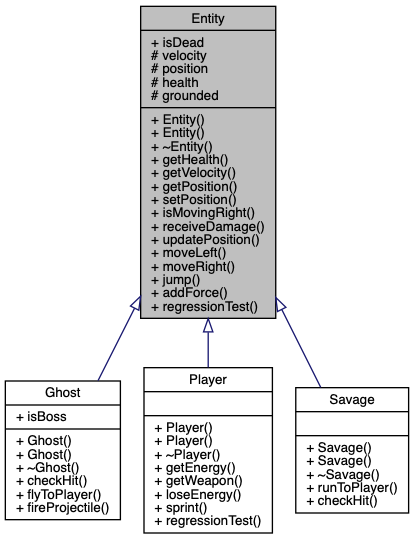 Entity
+ isDead
# velocity
# position
# health
# grounded
+ Entity()
+ Entity()
+ ~Entity()
+ getHealth()
+ getVelocity()
+ getPosition()
+ setPosition()
+ isMovingRight()
+ receiveDamage()
+ updatePosition()
+ moveLeft()
+ moveRight()
+ jump()
+ addForce()
+ regressionTest()
Ghost
+ isBoss
+ Ghost()
+ Ghost()
+ ~Ghost()
+ checkHit()
+ flyToPlayer()
+ fireProjectile()
Player
+ Player()
+ Player()
+ ~Player()
+ getEnergy()
+ getWeapon()
+ loseEnergy()
+ sprint()
+ regressionTest()
Savage
+ Savage()
+ Savage()
+ ~Savage()
+ runToPlayer()
+ checkHit()